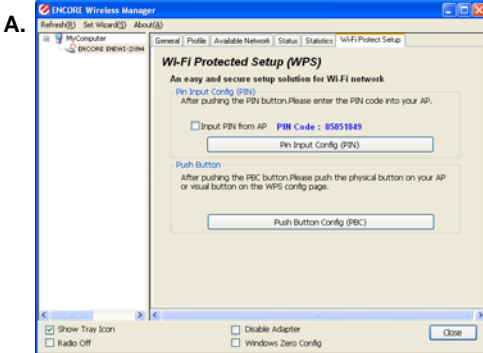 A.
ENCORE Wireless Manager
Refresh(R) Set Wizard(S) About(A)
MyComputer
ENCORE ENEWI-2XN4
General Profile Available Network Status Statistics Wi-Fi Protect Setup
Wi-Fi Protected Setup (WPS)
An easy and secure setup solution for Wi-Fi network
Pin Input Config (PIN)
After pushing the PIN button.Please enter the PIN code into your AP.
Input PIN from AP PIN Code : 85851849
Pin Input Config (PIN)
Push Button
After pushing the PBC button.Please push the physical button on your AP
or visual button on the WPS config page.
Push Button Config (PBC)
Show Tray Icon Disable Adapter
Radio Off Windows Zero Config
Close